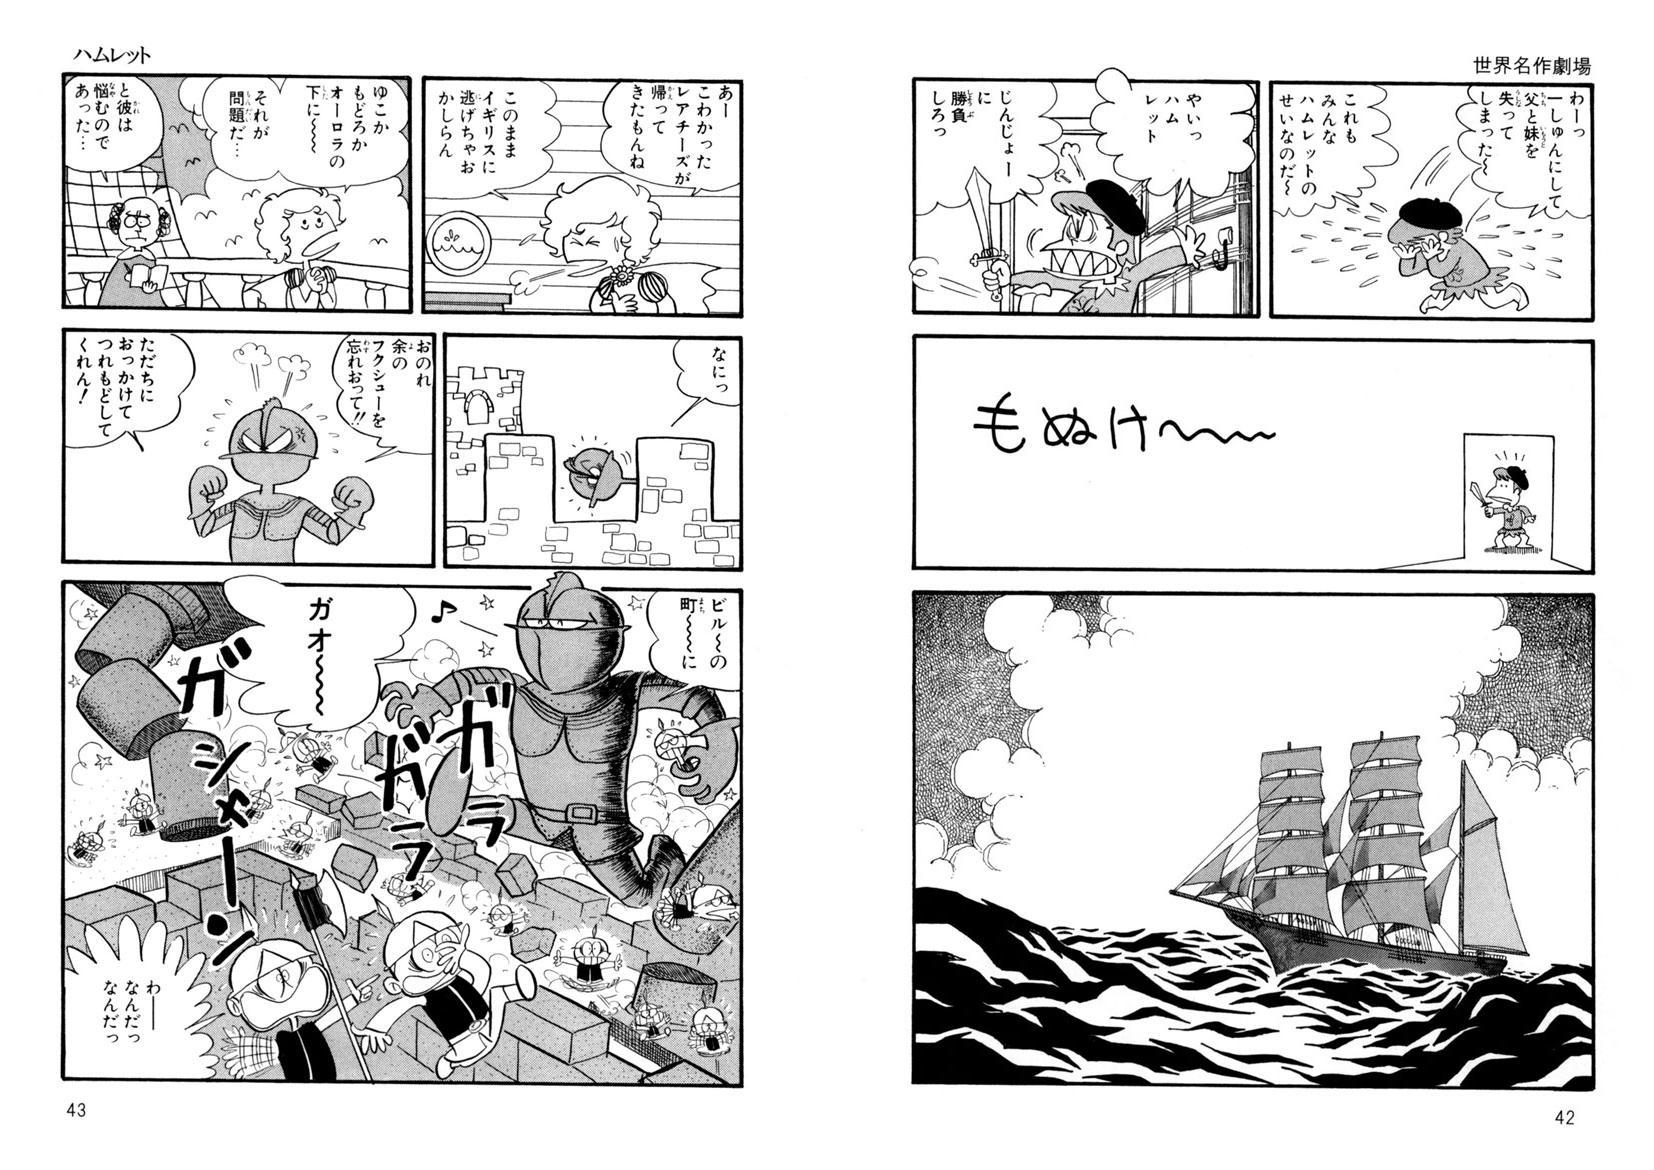 世界名作劇場
わーっ
一しゅんにして
父と妹を
失って
しまった〜
これも
みんな
ハムレットの
せいなのだ〜
やいっ
ハム
レット
じんじょー
に
勝負
しろっ
もぬけ〜
42
ハムレット
あー
こわかった
レアチーズが
帰って
きたもんね
このまま
イギリスに
逃げちゃお
かしらん
ゆこか
もどろか
オーロラの
下に〜〜
それが
問題だ…
と彼は
悩むので
あった…
なにっ
おのれ
余の
フクシューを
忘れおって!!
ただちに
おっかけて
つれもどして
くれん!
ビル〜の
町〜〜に
♪
ガオ〜〜〜
ガシャーン
ガラ
ガラ
わー
なんだっ
なんだっ
43